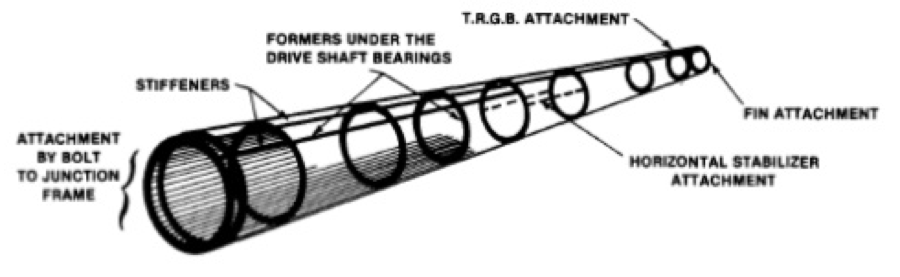 T.R.G.B. ATTACHMENT
FORMERS UNDER THE
DRIVE SHAFT BEARINGS
STIFFENERS
FIN ATTACHMENT
ATTACHMENT
BY BOLT
TO JUNCTION
FRAME
HORIZONTAL STABILIZER
ATTACHMENT